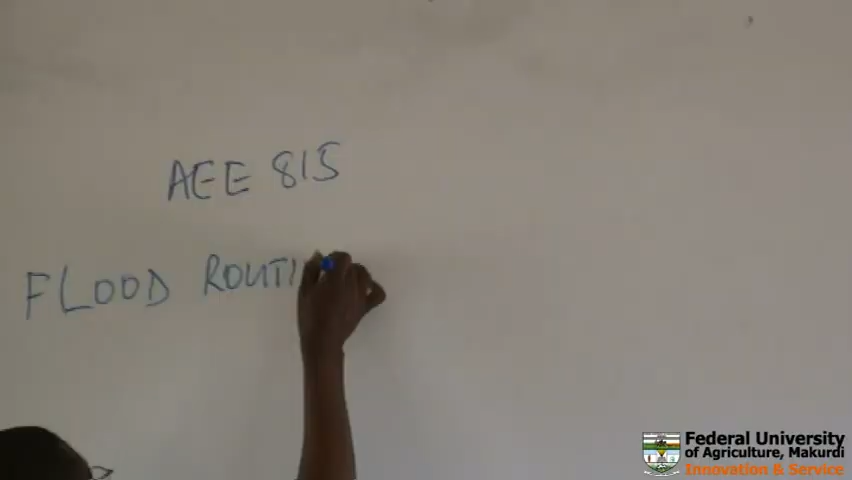 AEE 815
FLOOD ROUTI
Federal University
of Agriculture, Makurdi
Innovation & Service